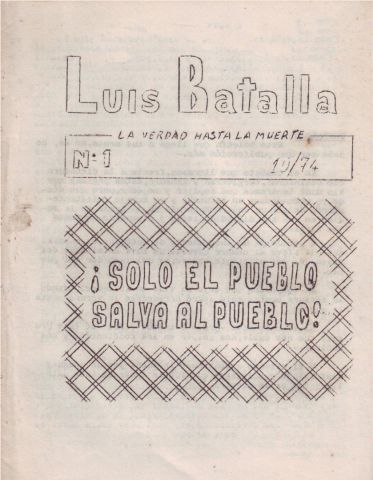 Luis Batalla
LA VERDAD HASTA LA MUERTE
Nº 1
10/74
¡SOLO EL PUEBLO
SALVA AL PUEBLO!